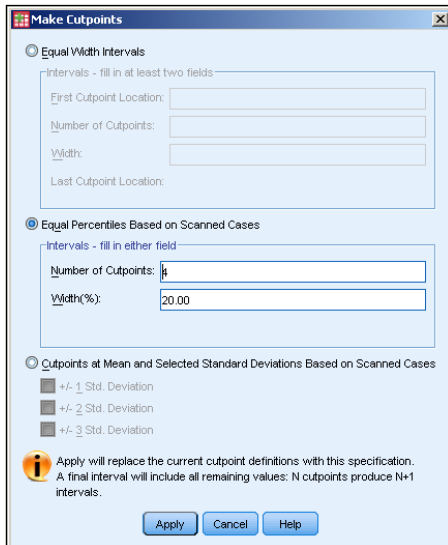 Make Cutpoints
Equal Width Intervals
Intervals - fill in at least two fields
First Cutpoint Location:
Number of Cutpoints:
Width:
Last Cutpoint Location:
Equal Percentiles Based on Scanned Cases
Intervals - fill in either field
Number of Cutpoints: 4
Width(%): 20.00
Cutpoints at Mean and Selected Standard Deviations Based on Scanned Cases
+/- 1 Std. Deviation
+/- 2 Std. Deviation
+/- 3 Std. Deviation
Apply will replace the current cutpoint definitions with this specification.
A final interval will include all remaining values: N cutpoints produce N+1
intervals.
Apply Cancel Help